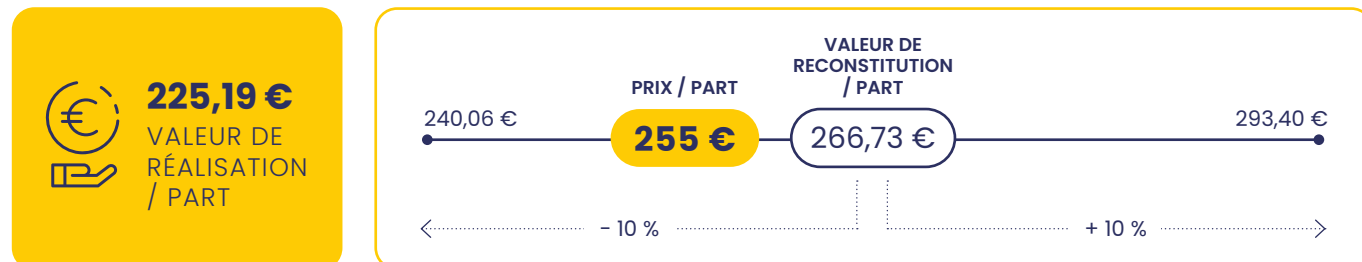 225,19 €
VALEUR DE
RÉALISATION
/ PART
VALEUR DE
RECONSTITUTION
/ PART
PRIX / PART
240,06 €
255 €
266,73 €
293,40 €
- 10 %
+ 10 %